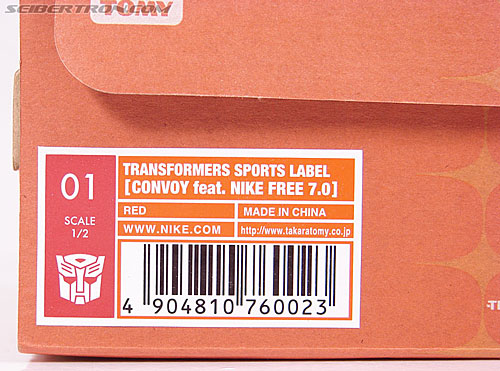 SEIBERTRON.COM
TOMY
01
SCALE
1/2
TRANSFORMERS SPORTS LABEL
[CONVOY feat. NIKE FREE 7.0]
RED
MADE IN CHINA
WWW.NIKE.COM
http://www.takaratomy.co.jp
4 904810 760023